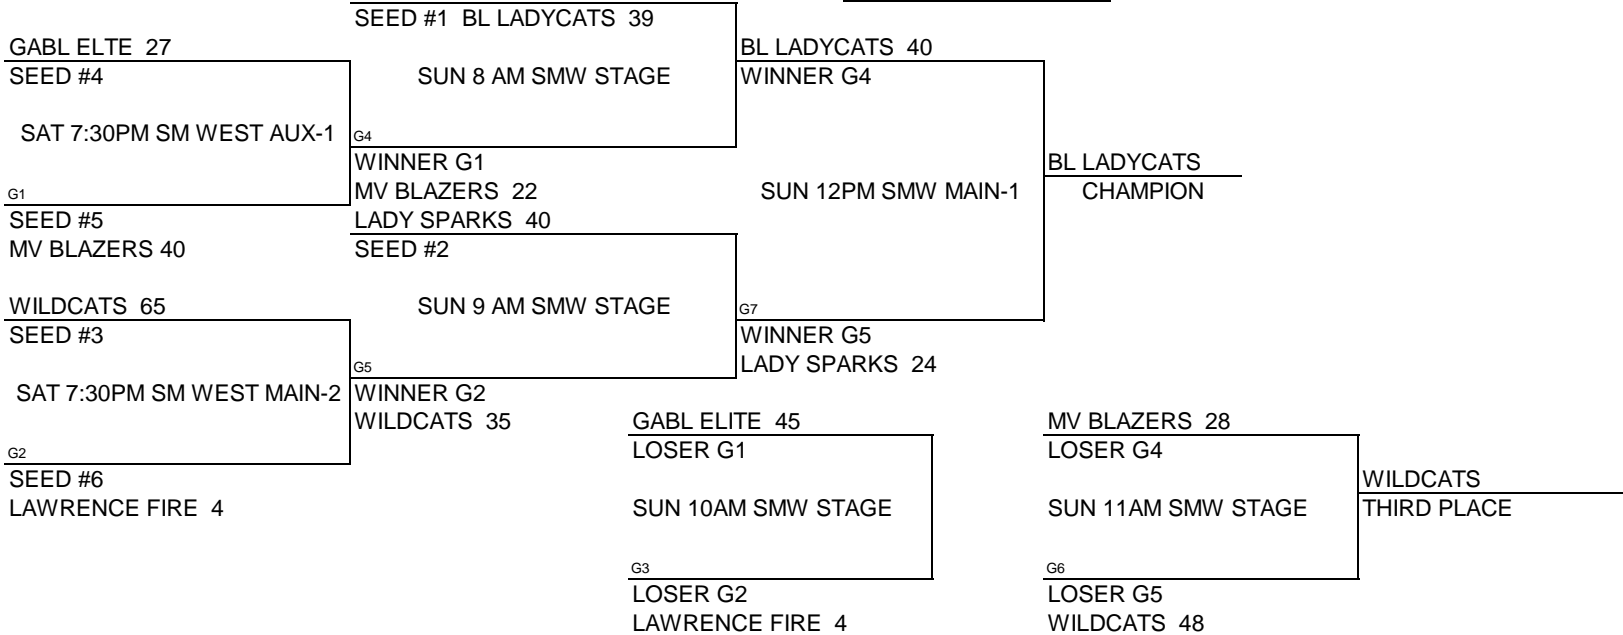 SEED #1  BL LADYCATS  39
GABL ELTE  27
BL LADYCATS  40
SEED #4
SUN 8 AM SMW STAGE
WINNER G4
SAT 7:30PM SM WEST AUX-1
G4
WINNER G1
BL LADYCATS
G1
MV BLAZERS  22
SUN 12PM SMW MAIN-1
CHAMPION
SEED #5
LADY SPARKS  40
MV BLAZERS 40
SEED #2
WILDCATS  65
SUN 9 AM SMW STAGE
G7
SEED #3
WINNER G5
G5
LADY SPARKS  24
SAT 7:30PM SM WEST MAIN-2
WINNER G2
WILDCATS  35
GABL ELITE  45
MV BLAZERS  28
G2
LOSER G1
LOSER G4
SEED #6
WILDCATS
LAWRENCE FIRE  4
SUN 10AM SMW STAGE
SUN 11AM SMW STAGE
THIRD PLACE
G3
G6
LOSER G2
LOSER G5
LAWRENCE FIRE  4
WILDCATS  48